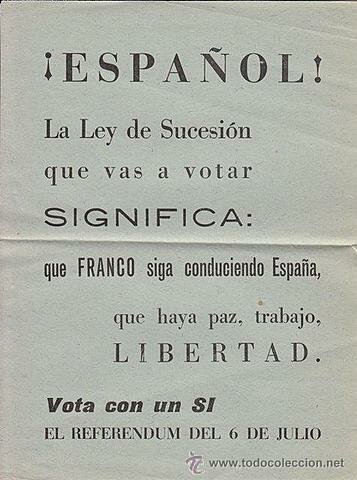 ¡ESPAÑOL!
La Ley de Sucesión
que vas a votar
SIGNIFICA:
que FRANCO siga conduciendo España,
que haya paz, trabajo,
LIBERTAD.
Vota con un SI
EL REFERENDUM DEL 6 DE JULIO
www.todocoleccion.net